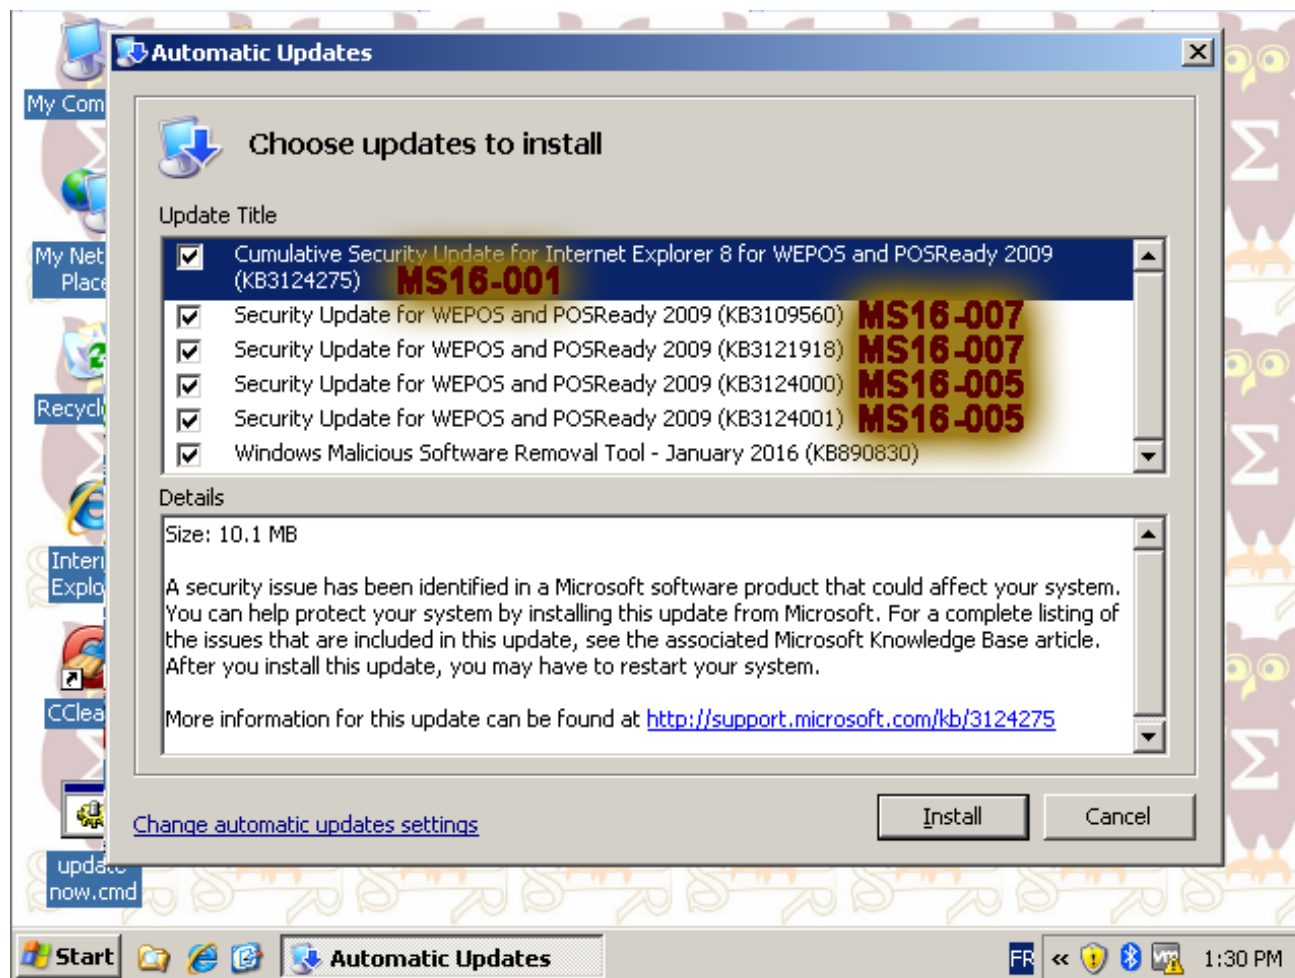 Automatic Updates
My Com
Choose updates to install
Update Title
My Net
Place
Cumulative Security Update for Internet Explorer 8 for WEPOS and POSReady 2009
(KB3124275) MS16-001
Security Update for WEPOS and POSReady 2009 (KB3109560) MS16-007
Security Update for WEPOS and POSReady 2009 (KB3121918) MS16-007
Security Update for WEPOS and POSReady 2009 (KB3124000) MS16-005
Security Update for WEPOS and POSReady 2009 (KB3124001) MS16-005
Windows Malicious Software Removal Tool - January 2016 (KB890830)
Recycl
Details
Size: 10.1 MB
Inter
Explo
A security issue has been identified in a Microsoft software product that could affect your system.
You can help protect your system by installing this update from Microsoft. For a complete listing of
the issues that are included in this update, see the associated Microsoft Knowledge Base article.
After you install this update, you may have to restart your system.
CClea
More information for this update can be found at http://support.microsoft.com/kb/3124275
Change automatic updates settings
Install
Cancel
update
now.cmd
Start
Automatic Updates
FR
«
1:30 PM